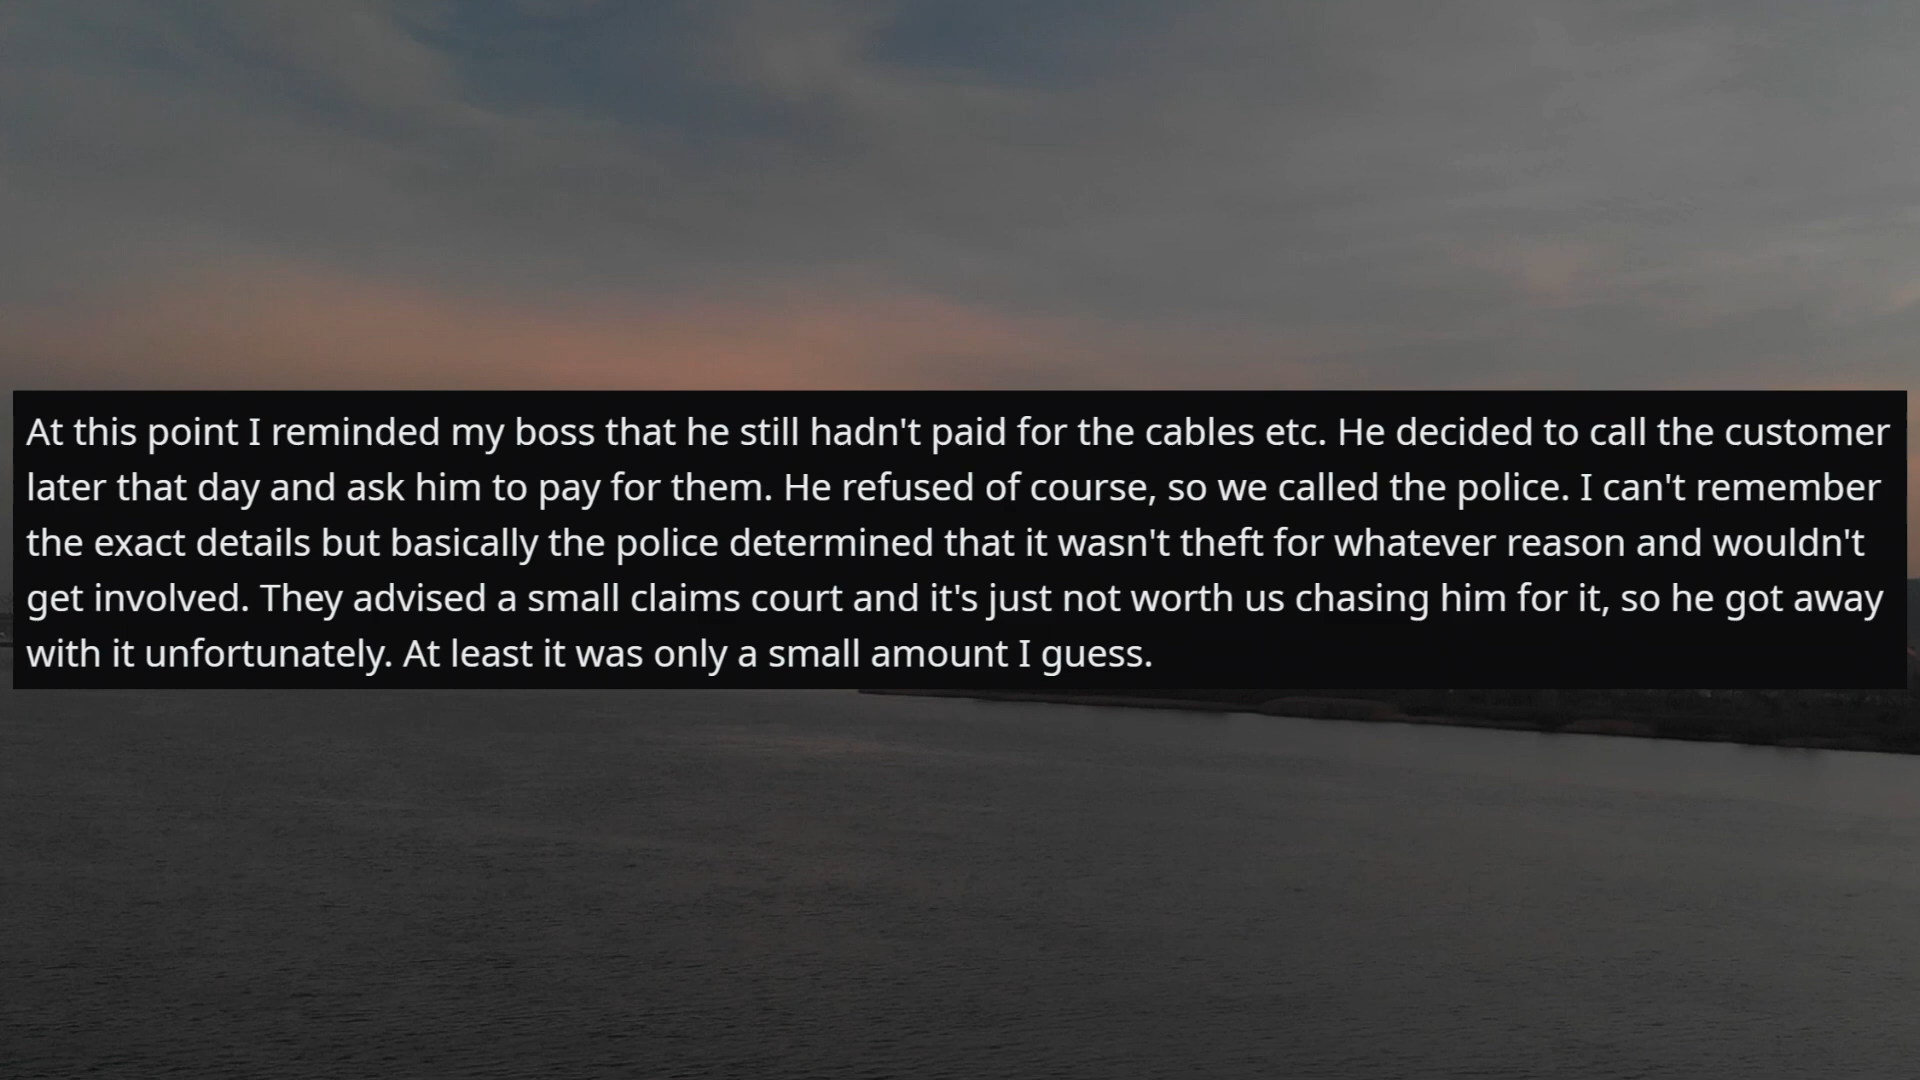 At this point I reminded my boss that he still hadn't paid for the cables etc. He decided to call the customer
later that day and ask him to pay for them. He refused of course, so we called the police. I can't remember
the exact details but basically the police determined that it wasn't theft for whatever reason and wouldn't
get involved. They advised a small claims court and it's just not worth us chasing him for it, so he got away
with it unfortunately. At least it was only a small amount I guess.